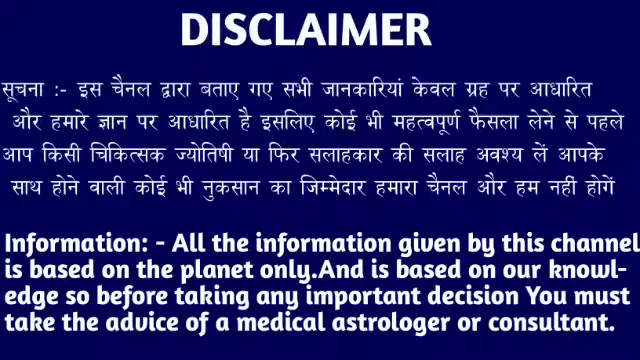 DISCLAIMER
सूचना :- इस चैनल द्वारा बताए गए सभी जानकारियां केवल ग्रह पर आधारित
और हमारे ज्ञान पर आधारित है इसलिए कोई भी महत्वपूर्ण फैसला लेने से पहले
आप किसी चिकित्सक ज्योतिषी या फिर सलाहकार की सलाह अवश्य लें आपके
साथ होने वाली कोई भी नुकसान का जिम्मेदार हमारा चैनल और हम नहीं होगें
Information: - All the information given by this channel
is based on the planet only.And is based on our knowl-
edge so before taking any important decision You must
take the advice of a medical astrologer or consultant.